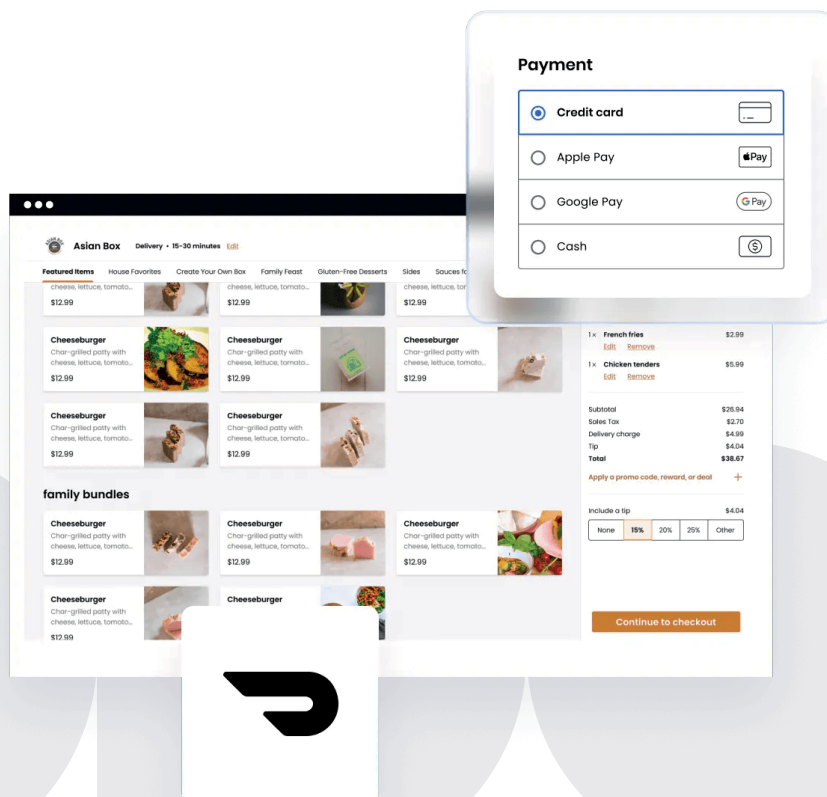 Payment
Credit card
Apple Pay
Pay
Google Pay
G Pay
Cash
Asian Box
Delivery • 15-30 minutes Edit
Featured Items House Favorites Create Your Own Box Family Feast Gluten-Free Desserts Sides Sauces
cheese, lettuce, tomato...
$12.99
cheese, lettuce, tomato...
$12.99
cheese, lettuce,
$12.99
Cheeseburger
Char-grilled patty with
cheese, lettuce, tomato...
$12.99
Cheeseburger
Char-grilled patty with
cheese, lettuce, tomato...
$12.99
Cheeseburger
Char-grilled patty with
cheese, lettuce, tomato...
$12.99
Cheeseburger
Char-grilled patty with
cheese, lettuce, tomato...
$12.99
Cheeseburger
Char-grilled patty with
cheese, lettuce, tomato...
$12.99
family bundles
Cheeseburger
Char-grilled patty with
cheese, lettuce, tomato...
$12.99
Cheeseburger
Char-grilled patty with
cheese, lettuce, tomato...
$12.99
Cheeseburger
Char-grilled patty with
cheese, lettuce, tomato...
$12.99
Cheeseburger
Char-grilled patty with
cheese, lettuce, tomato...
$12.99
Cheeseburger
1× French fries $2.99
Edit Remove
1× Chicken tenders $5.99
Edit Remove
Subtotal $26.94
Sales Tax $2.70
Delivery charge $4.99
Tip $4.04
Total $38.67
Apply a promo code, reward, or deal +
Include a tip $4.04
None 15% 20% 25% Other
Continue to checkout